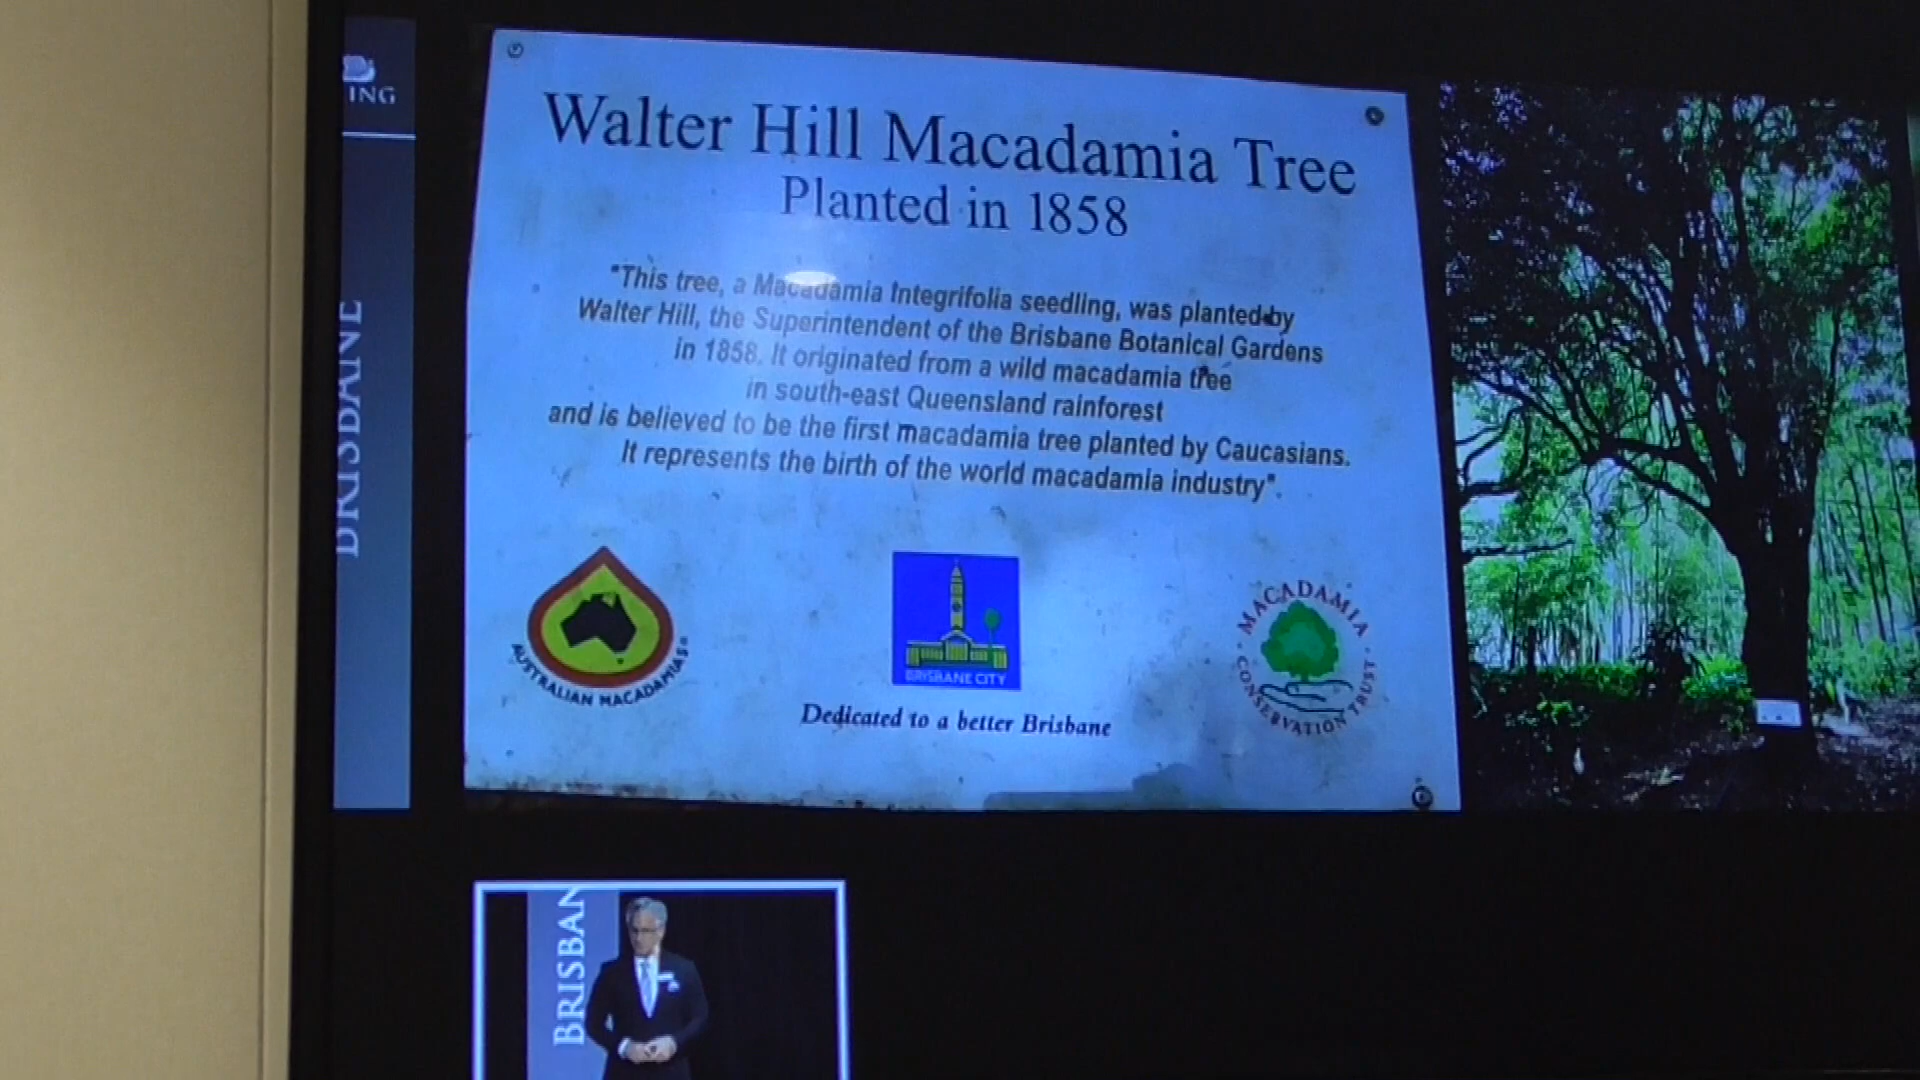 ING
BRISBANE
Walter Hill Macadamia Tree
Planted in 1858
"This tree, a Macadamia Integrifolia seedling, was planted by
Walter Hill, the Superintendent of the Brisbane Botanical Gardens
in 1858. It originated from a wild macadamia tree
in south-east Queensland rainforest
and is believed to be the first macadamia tree planted by Caucasians.
It represents the birth of the world macadamia industry".
AUSTRALIAN MACADAMIAS
BRISBANE CITY
Dedicated to a better Brisbane
MACADAMIA
CONSERVATION TRUST
BRISBAN